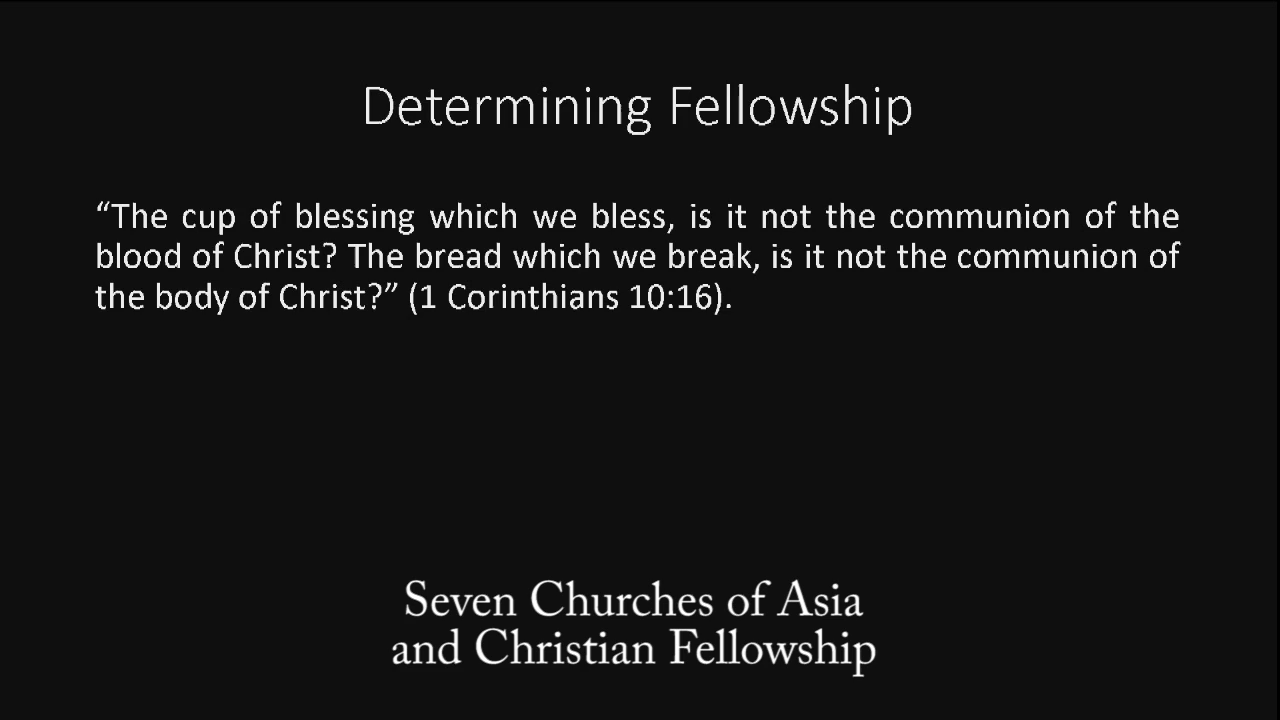 Determining Fellowship
“The cup of blessing which we bless, is it not the communion of the
blood of Christ? The bread which we break, is it not the communion of
the body of Christ?” (1 Corinthians 10:16).
Seven Churches of Asia
and Christian Fellowship